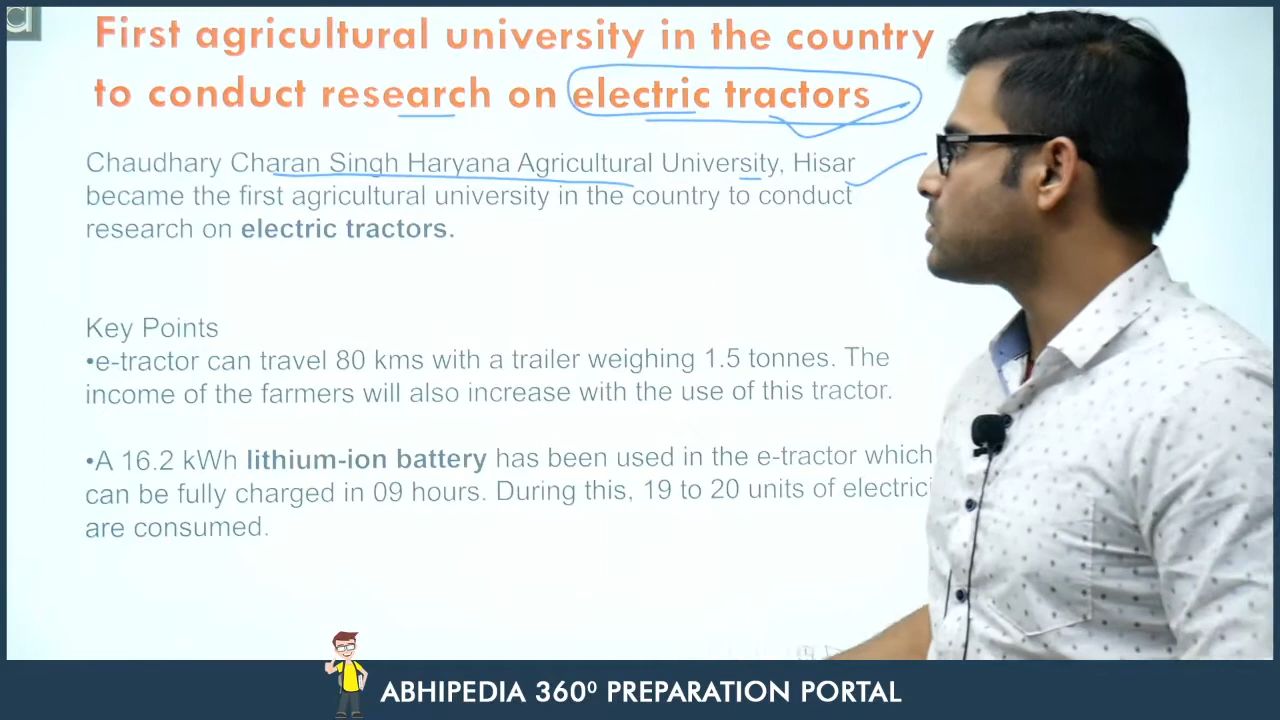 First agricultural university in the country
to conduct research on electric tractors
Chaudhary Charan Singh Haryana Agricultural University, Hisar
became the first agricultural university in the country to conduct
research on electric tractors.
Key Points
•e-tractor can travel 80 kms with a trailer weighing 1.5 tonnes. The
income of the farmers will also increase with the use of this tractor.
•A 16.2 kWh lithium-ion battery has been used in the e-tractor which
can be fully charged in 09 hours. During this, 19 to 20 units of
are consumed.
ABHIPEDIA 360⁰ PREPARATION PORTAL